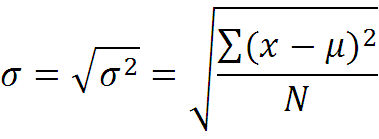 σ = √σ² = √(∑(x − μ)²/N)